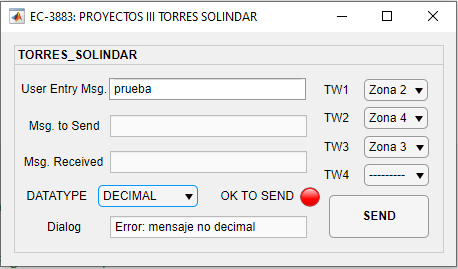 EC-3883: PROYECTOS III TORRES SOLINDAR
TORRES_SOLINDAR
User Entry Msg. prueba
TW1 Zona 2
Msg. to Send
TW2 Zona 4
Msg. Received
TW3 Zona 3
TW4 ---------
DATATYPE DECIMAL OK TO SEND
SEND
Dialog Error: mensaje no decimal